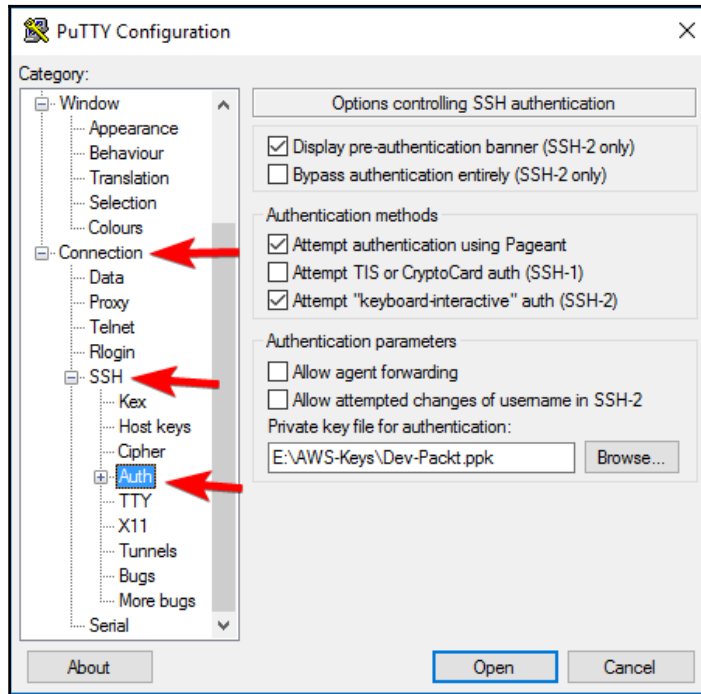 PuTTY Configuration
Category:
Window
Appearance
Behaviour
Translation
Selection
Colours
Connection
Data
Proxy
Telnet
Rlogin
SSH
Kex
Host keys
Cipher
Auth
TTY
X11
Tunnels
Bugs
More bugs
Serial
Options controlling SSH authentication
Display pre-authentication banner (SSH-2 only)
Bypass authentication entirely (SSH-2 only)
Authentication methods
Attempt authentication using Pageant
Attempt TIS or CryptoCard auth (SSH-1)
Attempt "keyboard-interactive" auth (SSH-2)
Authentication parameters
Allow agent forwarding
Allow attempted changes of username in SSH-2
Private key file for authentication:
E:\AWS-Keys\Dev-Packt.ppk
Browse...
About
Open
Cancel